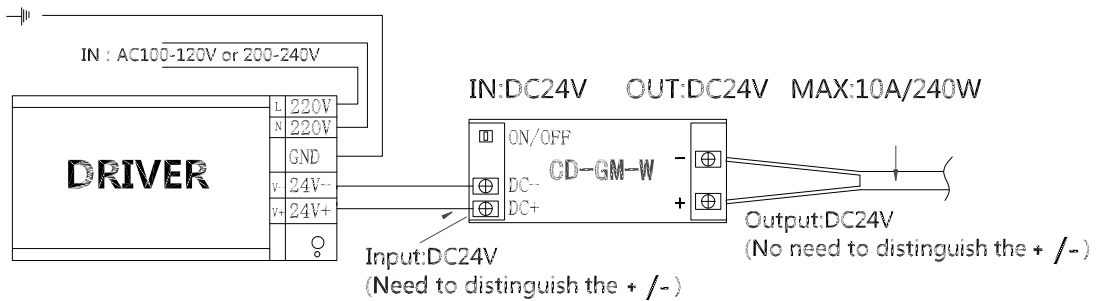 IN : AC100-120V or 200-240V
IN:DC24V OUT:DC24V MAX:10A/240W
L 220V
N 220V
GND
V- 24V-
V+ 24V+
DRIVER
ON/OFF
CD-GM-W
DC-
DC+
-
+
Input:DC24V
(Need to distinguish the + /-)
Output:DC24V
(No need to distinguish the + /-)